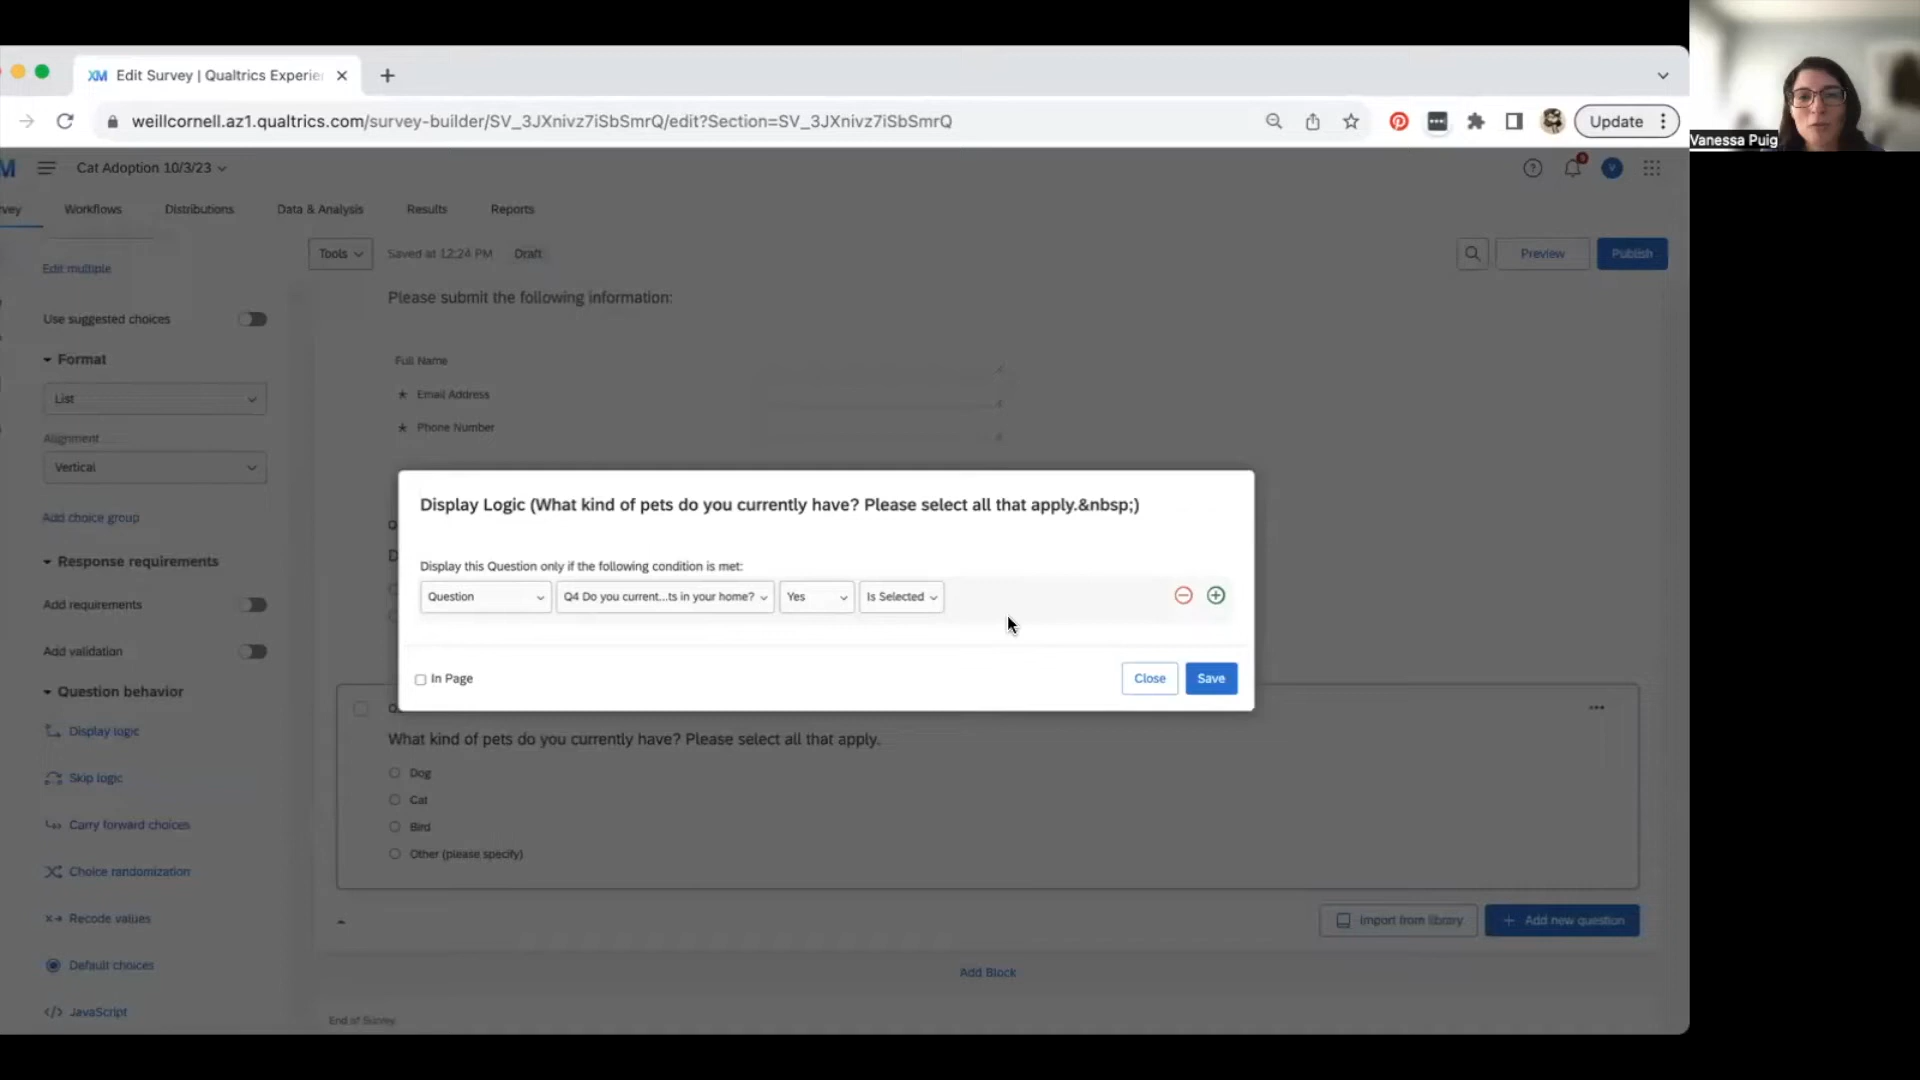 XM Edit Survey | Qualtrics Experie
weillcornell.az1.qualtrics.com/survey-builder/SV_3JXnivz7iSbSmrQ/edit?Section=SV_3JXnivz7iSbSmrQ
Update
Vanessa Puig
Cat Adoption 10/3/23
V
vey
Workflows
Distributions
Data & Analysis
Results
Reports
Edit multiple
Tools
Saved at 12:24 PM
Draft
Preview
Publish
Please submit the following information:
Use suggested choices
Format
Full Name
List
* Email Address
Alignment
* Phone Number
Vertical
Display Logic (What kind of pets do you currently have? Please select all that apply.&nbsp;)
Add choice group
Response requirements
Display this Question only if the following condition is met:
Question
Q4 Do you current...ts in your home?
Yes
Is Selected
Add requirements
Add validation
In Page
Close
Save
Question behavior
Display logic
What kind of pets do you currently have? Please select all that apply.
Skip logic
Dog
Cat
Carry forward choices
Bird
Other (please specify)
Choice randomization
Recode values
Import from library
+ Add new question
Default choices
Add Block
</> JavaScript
End of Survey